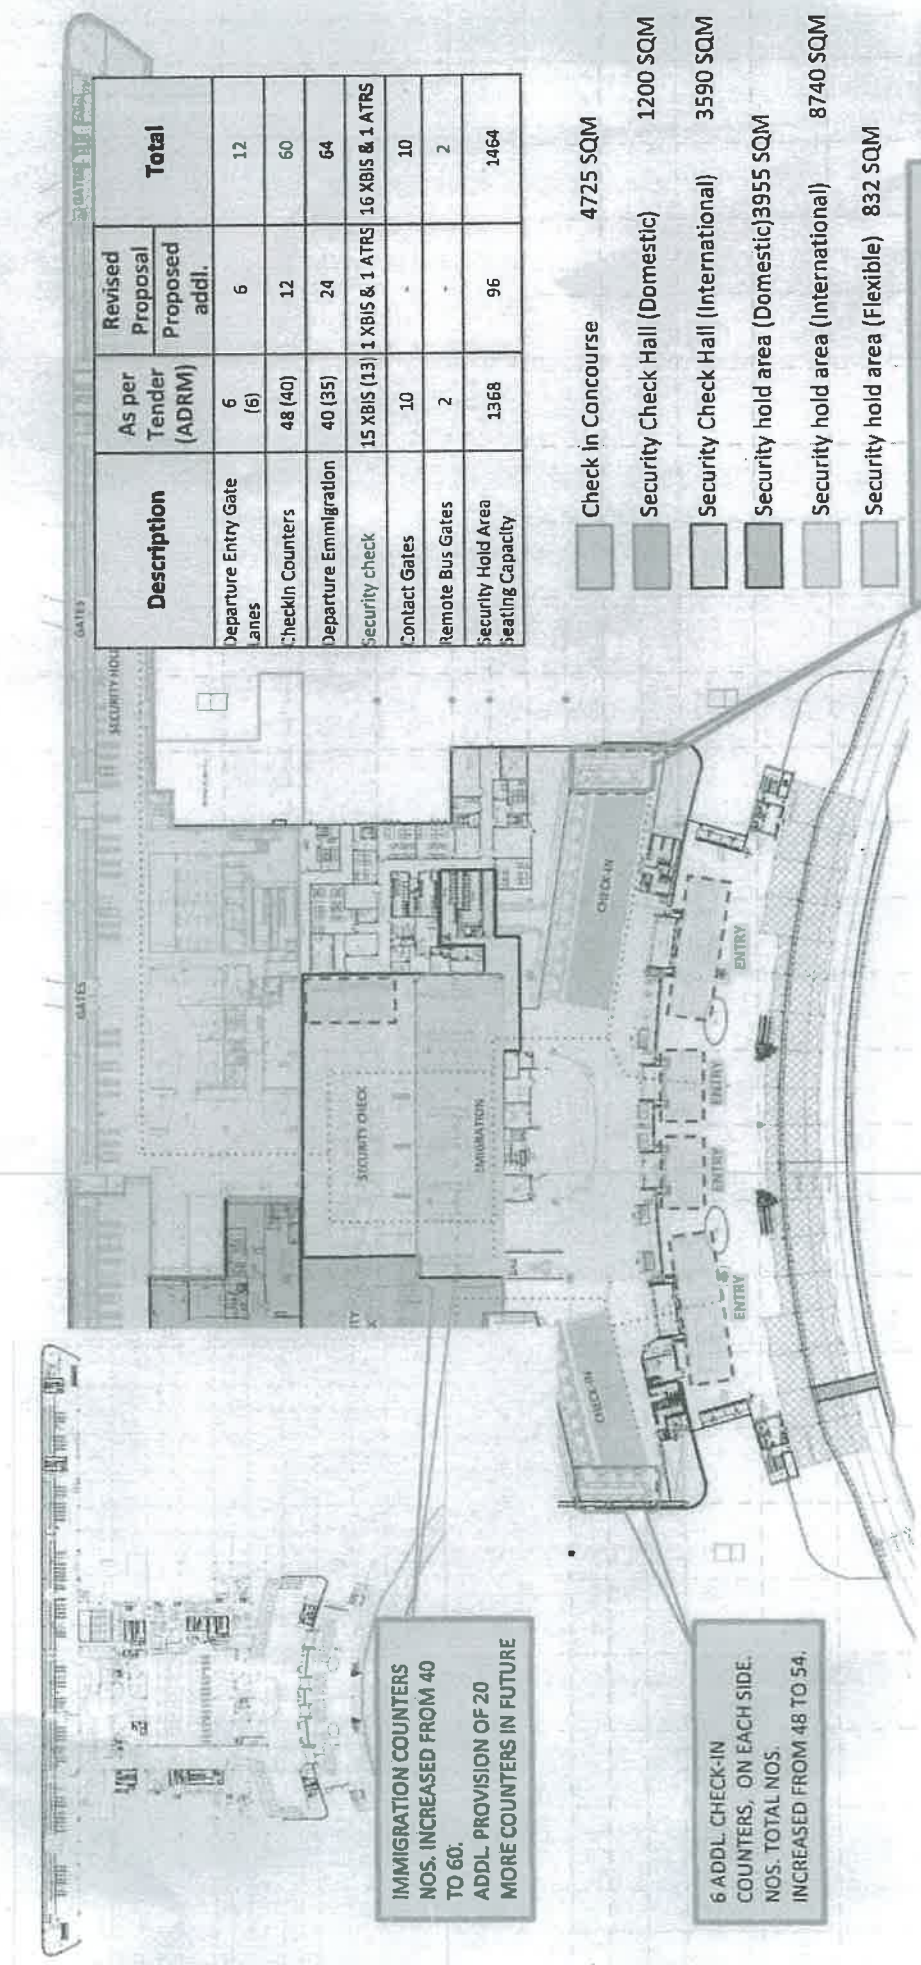 Description
As per
Tender
(ADRM)
Revised
Proposal
Proposed
addl.
Total
Departure Entry Gate
Lanes
6
(6)
6
12
CheckIn Counters
48 (40)
12
60
Departure Emmigration
40 (35)
24
64
Security check
15 XBIS (13)
1 XBIS & 1 ATRS
16 XBIS & 1 ATRS
Contact Gates
10
-
10
Remote Bus Gates
2
-
2
Security Hold Area
Seating Capacity
1368
96
1464
Check in Concourse 4725 SQM
Security Check Hall (Domestic) 1200 SQM
Security Check Hall (International) 3590 SQM
Security hold area (Domestic)3955 SQM
Security hold area (International) 8740 SQM
Security hold area (Flexible) 832 SQM
GATES
GATES
SECURITY HOL
SECURITY CHECK
EMIGRATION
CHECK-IN
CHECK-IN
ENTRY
ENTRY
ENTRY
ENTRY
IMMIGRATION COUNTERS
NOS. INCREASED FROM 40
TO 60.
ADDL. PROVISION OF 20
MORE COUNTERS IN FUTURE
6 ADDL. CHECK-IN
COUNTERS, ON EACH SIDE.
NOS. TOTAL NOS.
INCREASED FROM 48 TO 54.